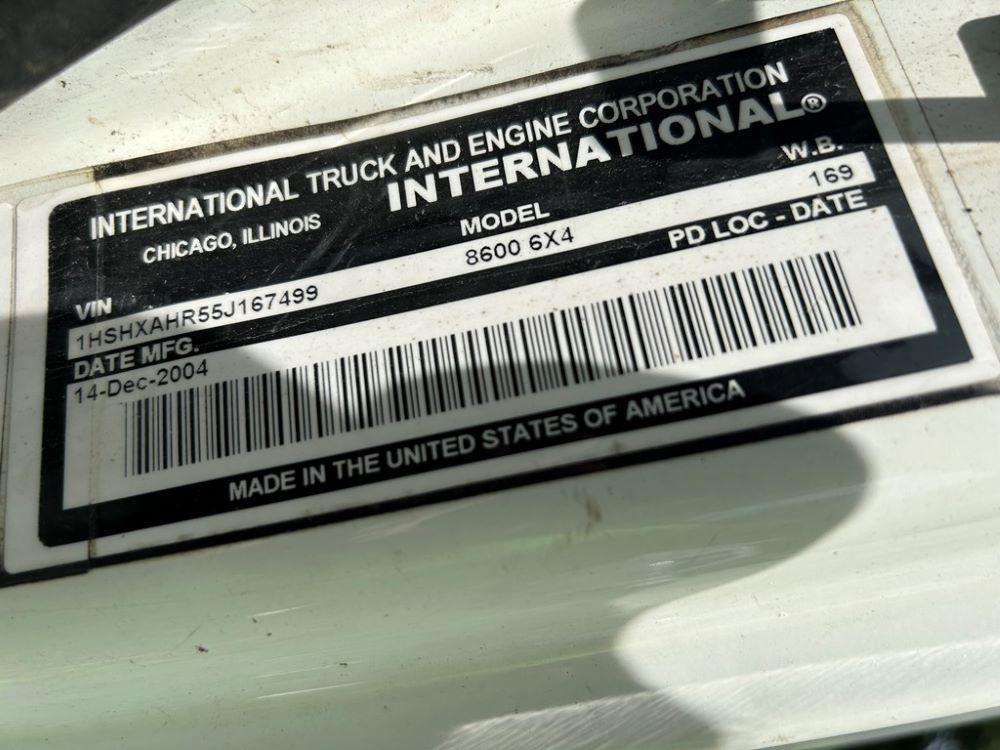 INTERNATIONAL TRUCK AND ENGINE CORPORATION
CHICAGO, ILLINOIS INTERNATIONAL®
VIN MODEL W.B.
1HSHXAHR55J167499 8600 6X4 169
DATE MFG. PD LOC - DATE
14-Dec-2004
MADE IN THE UNITED STATES OF AMERICA